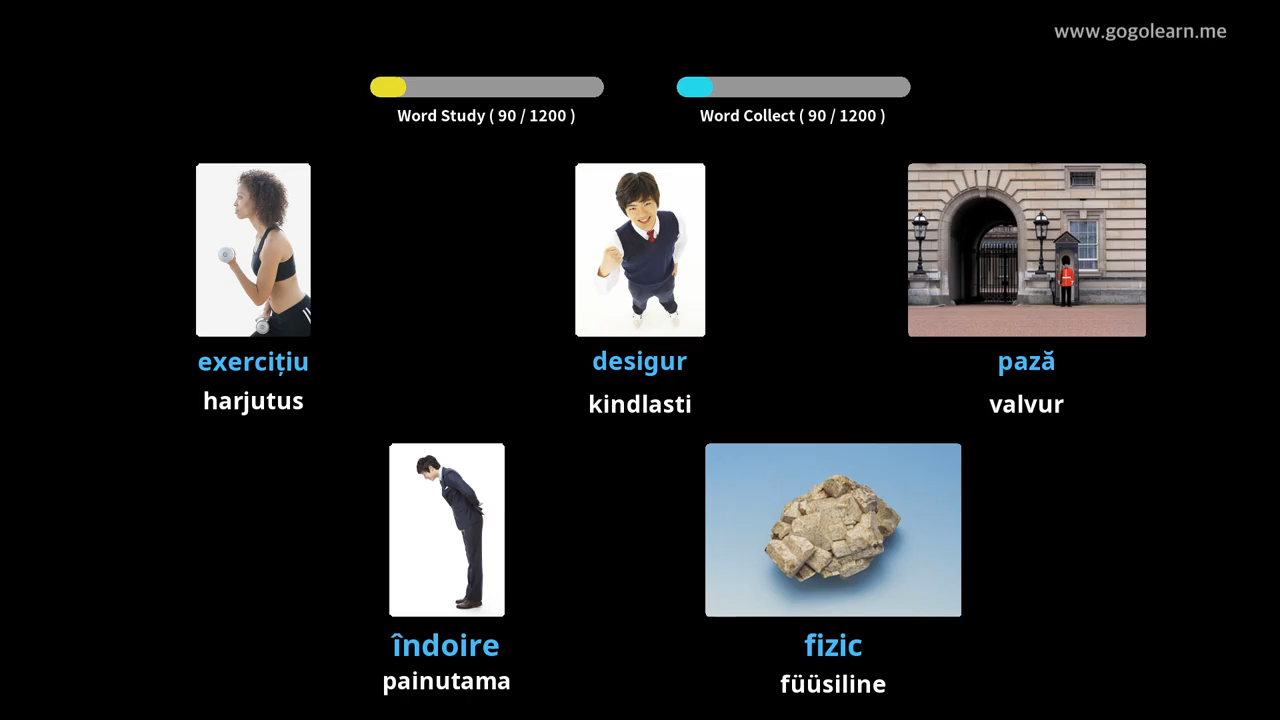 www.gogolearn.me
Word Study ( 90 / 1200 )
Word Collect ( 90 / 1200 )
exercițiu
harjutus
desigur
kindlasti
pază
valvur
îndoire
painutama
fizic
füüsiline